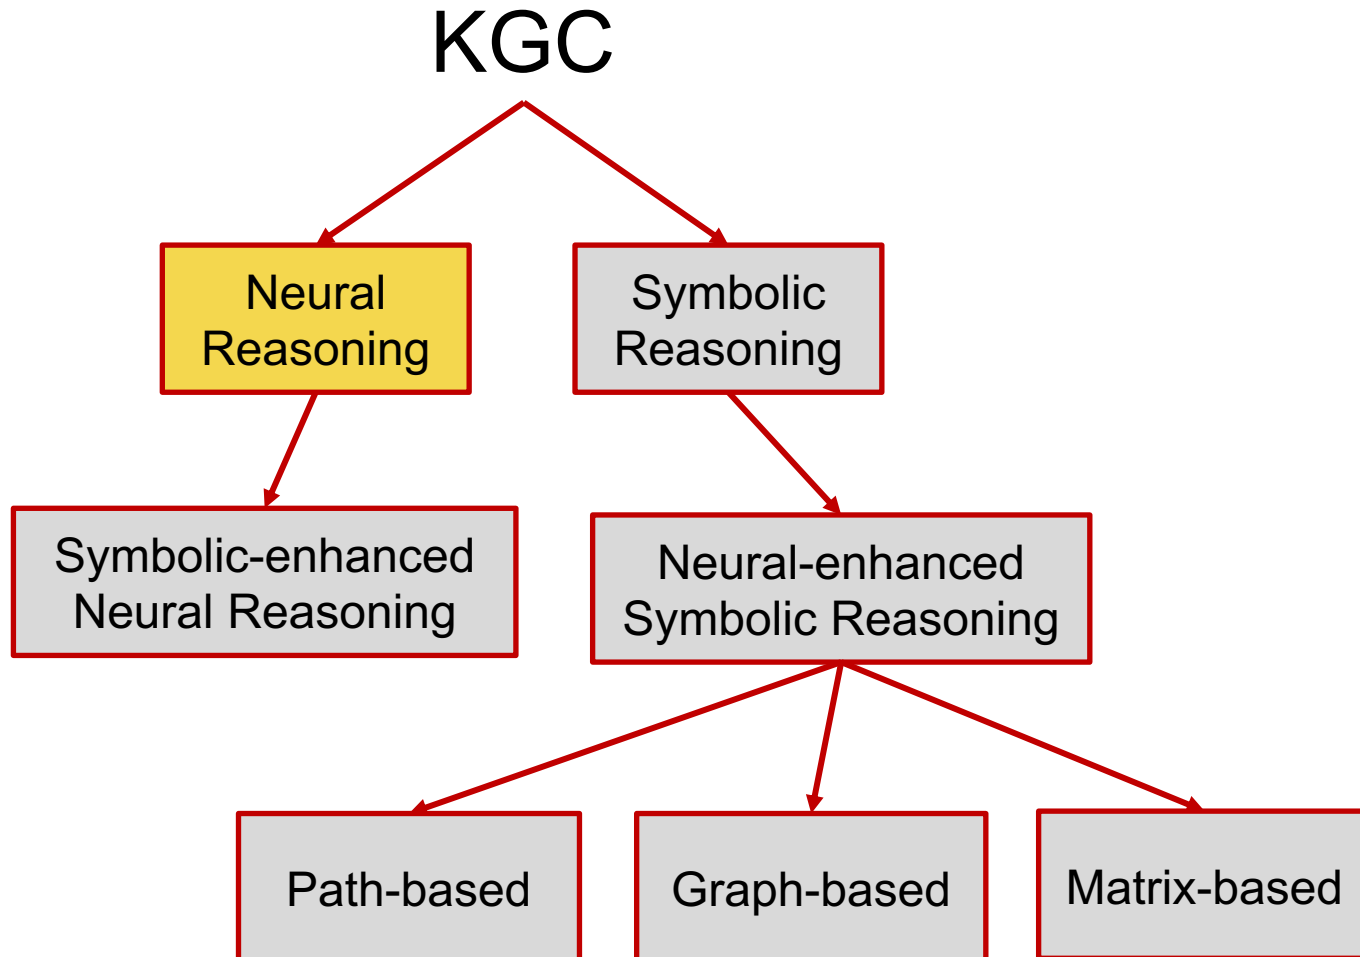 KGC
Neural
Reasoning
Symbolic
Reasoning
Symbolic-enhanced
Neural Reasoning
Neural-enhanced
Symbolic Reasoning
Path-based
Graph-based
Matrix-based